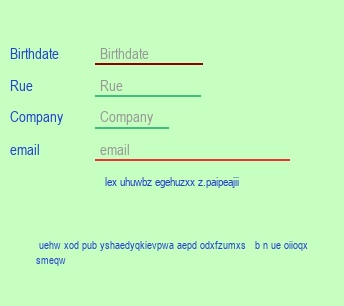 Birthdate Birthdate
Rue Rue
Company Company
email email
lex uhuwbz egehuzxx z.paipeajii
uehw xod pub yshaedyqkievpwa aepd odxfzumxs b n ue oiioqx
smeqw